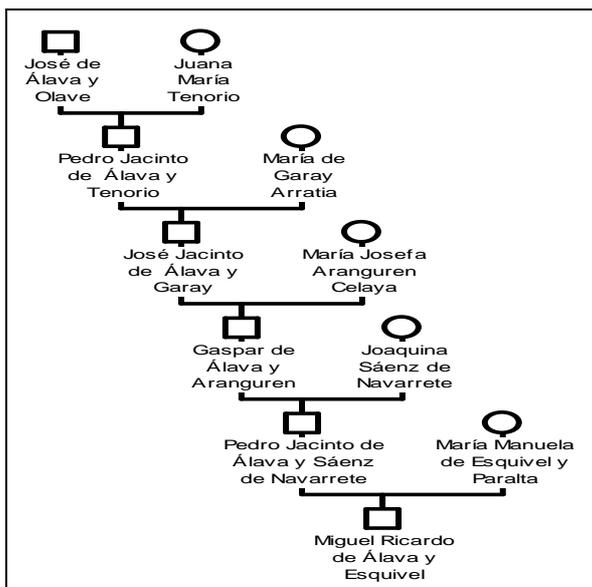 José de
Álava y
Olave
Juana
María
Tenorio
Pedro Jacinto
de Álava y
Tenorio
María de
Garay
Arratia
José Jacinto
de Álava y
Garay
María Josefa
Aranguren
Celaya
Gaspar de
Álava y
Aranguren
Joaquina
Sáenz de
Navarrete
Pedro Jacinto de
Álava y Sáenz
de Navarrete
María Manuela
de Esquivel y
Paralta
Miguel Ricardo
de Álava y
Esquivel